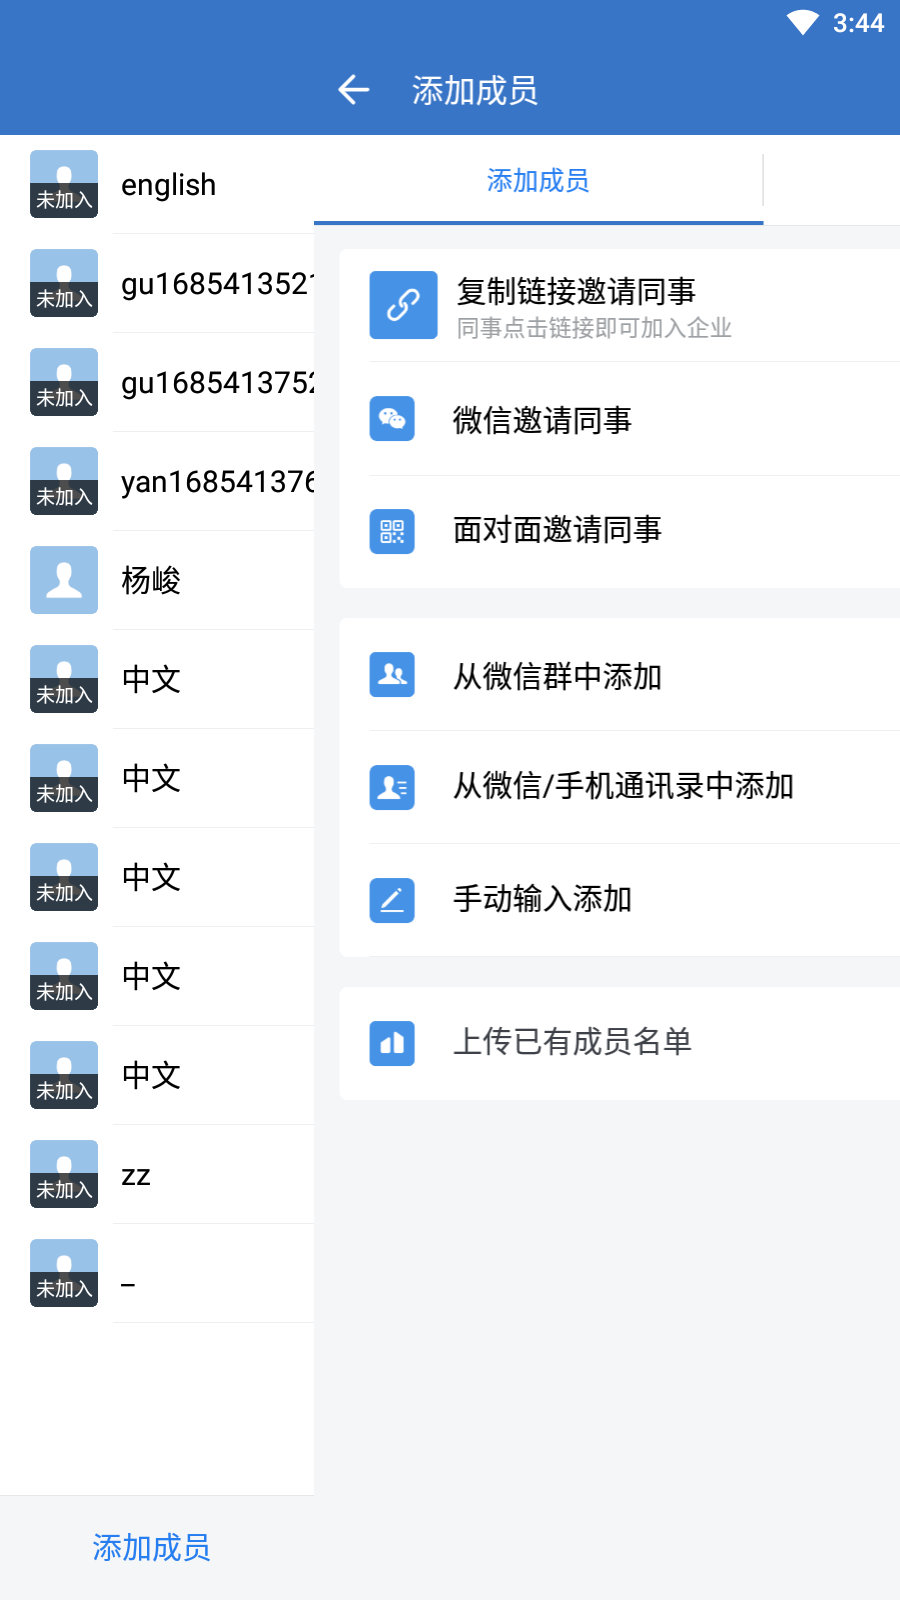 3:44
添加成员
未加入
english
未加入
gu168541352
未加入
gu168541375
未加入
yan168541376
杨峻
未加入
中文
未加入
中文
未加入
中文
未加入
中文
未加入
中文
未加入
zz
未加入
_
添加成员
添加成员
复制链接邀请同事
同事点击链接即可加入企业
微信邀请同事
面对面邀请同事
从微信群中添加
从微信/手机通讯录中添加
手动输入添加
上传已有成员名单